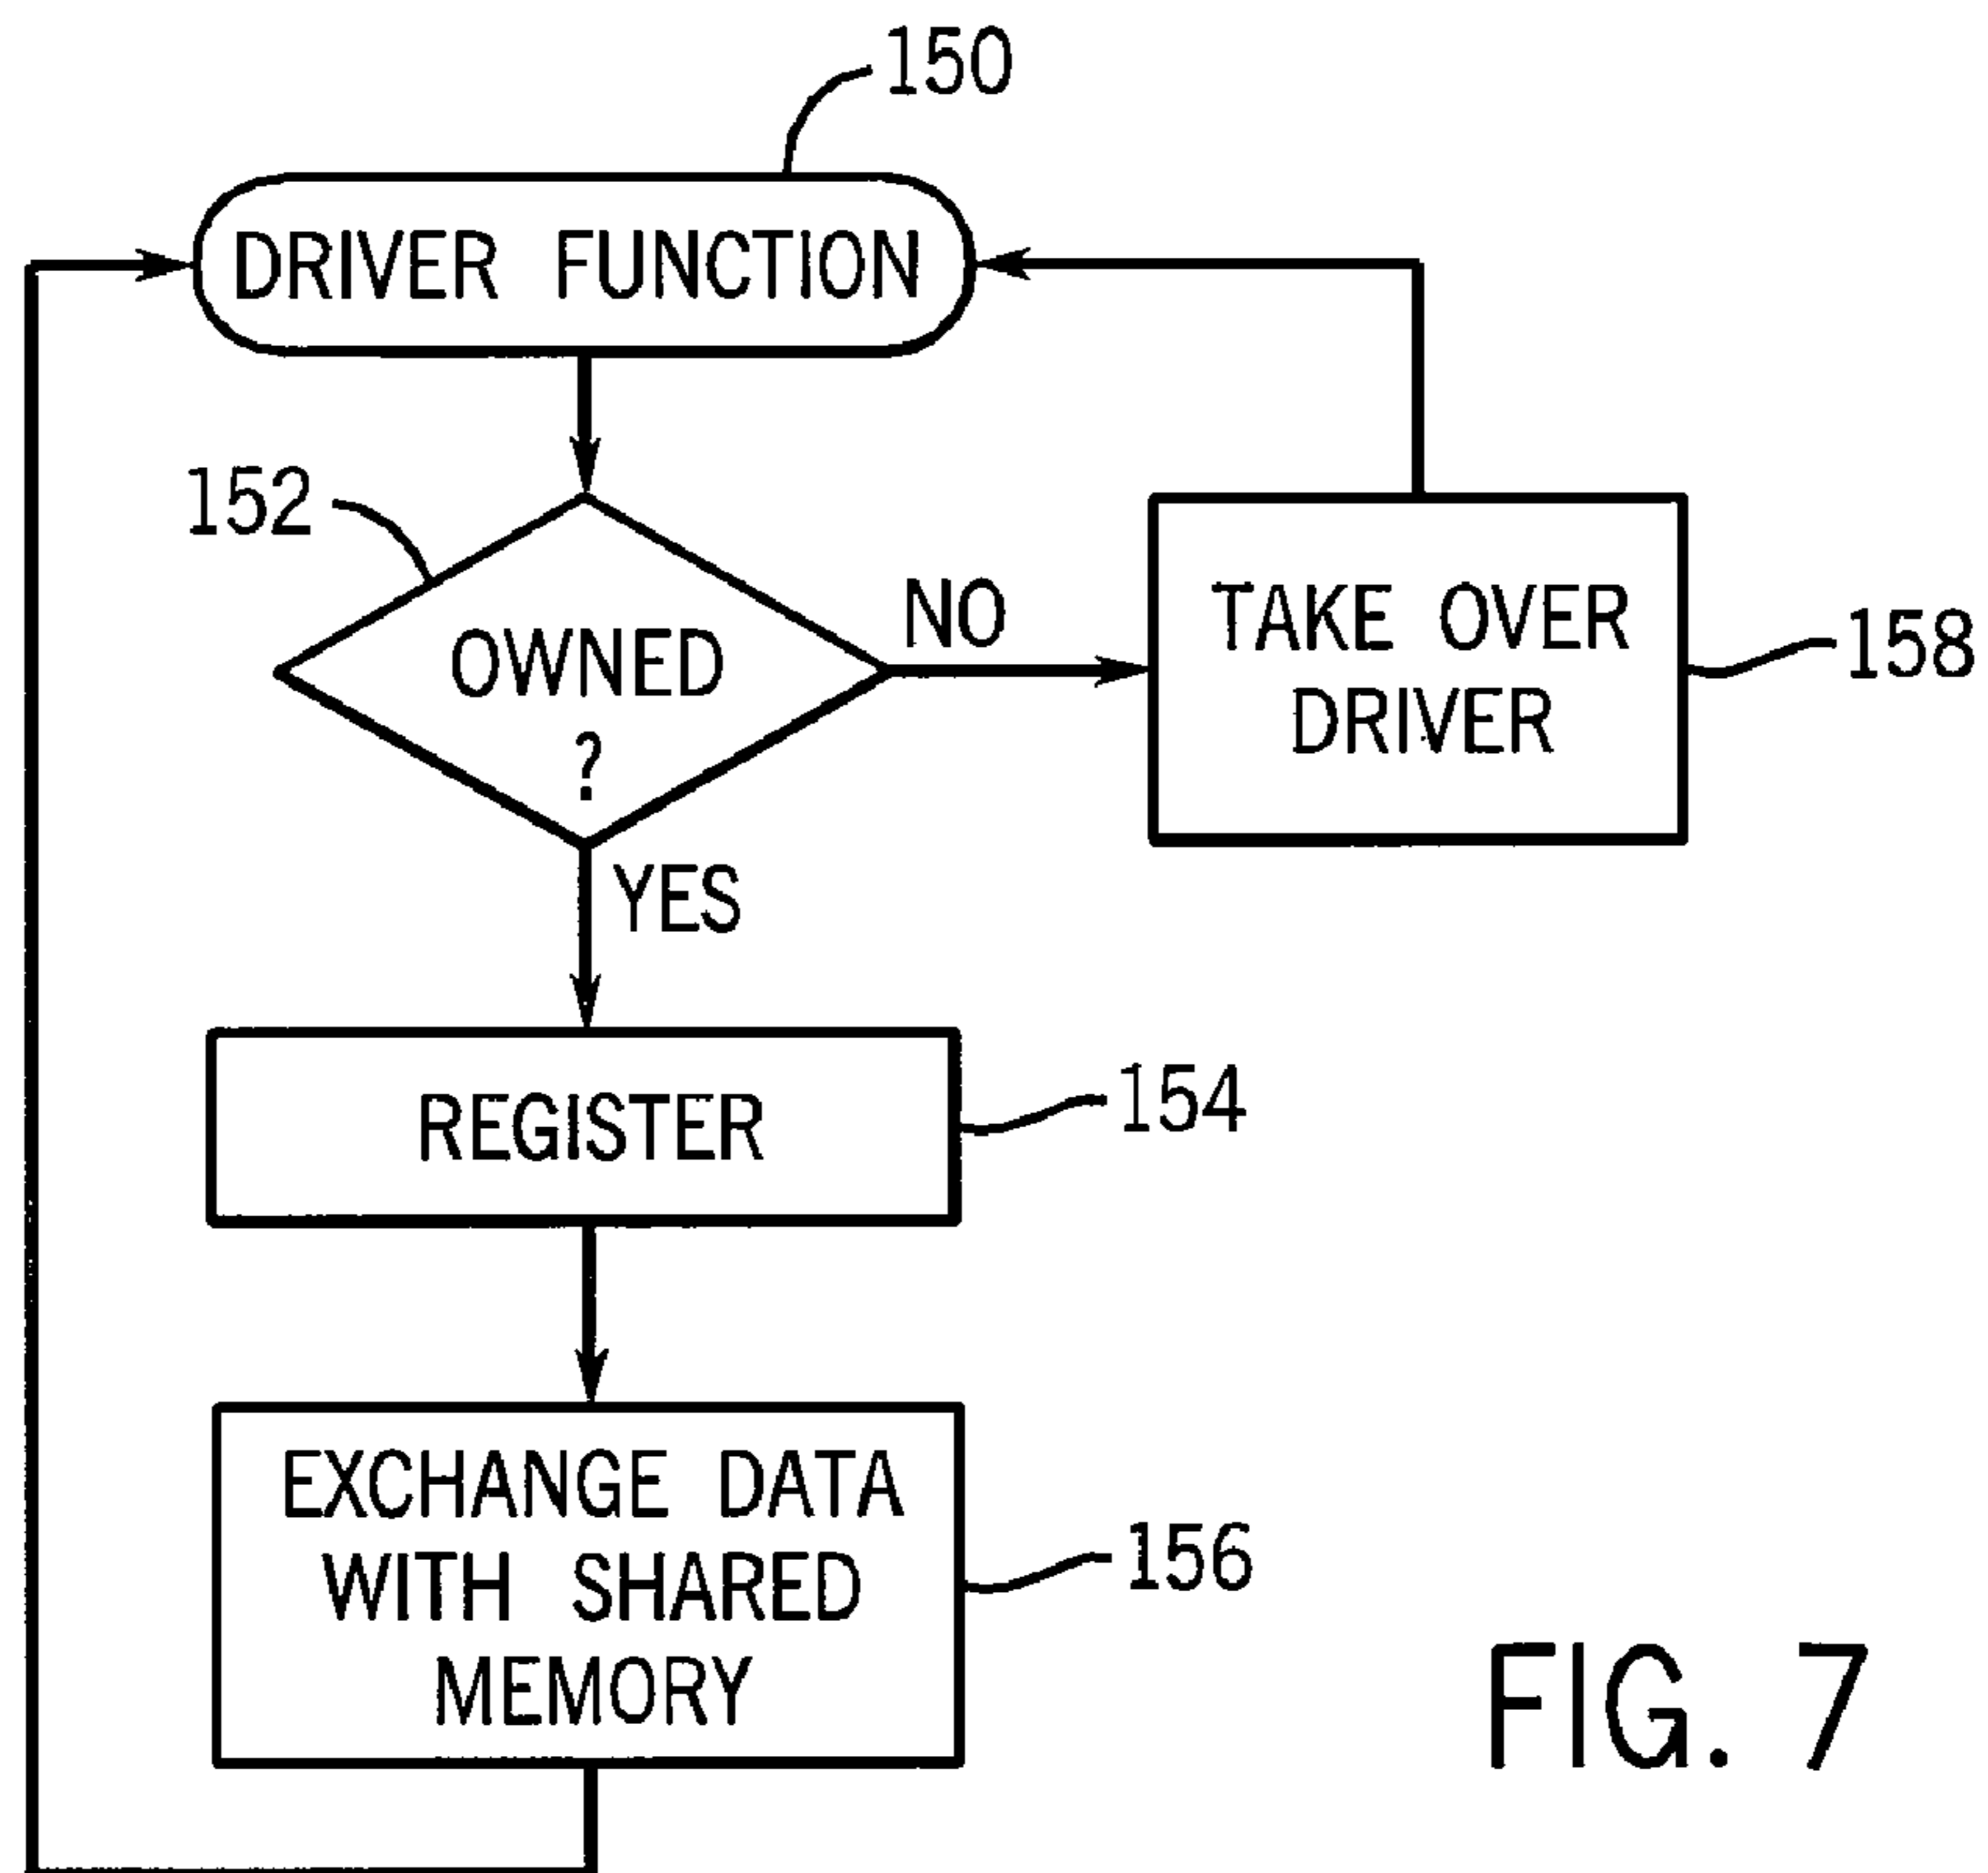 150
DRIVER FUNCTION
152
OWNED
?
NO
TAKE OVER
DRIVER
158
YES
REGISTER
154
EXCHANGE DATA
WITH SHARED
MEMORY
156
FIG. 7